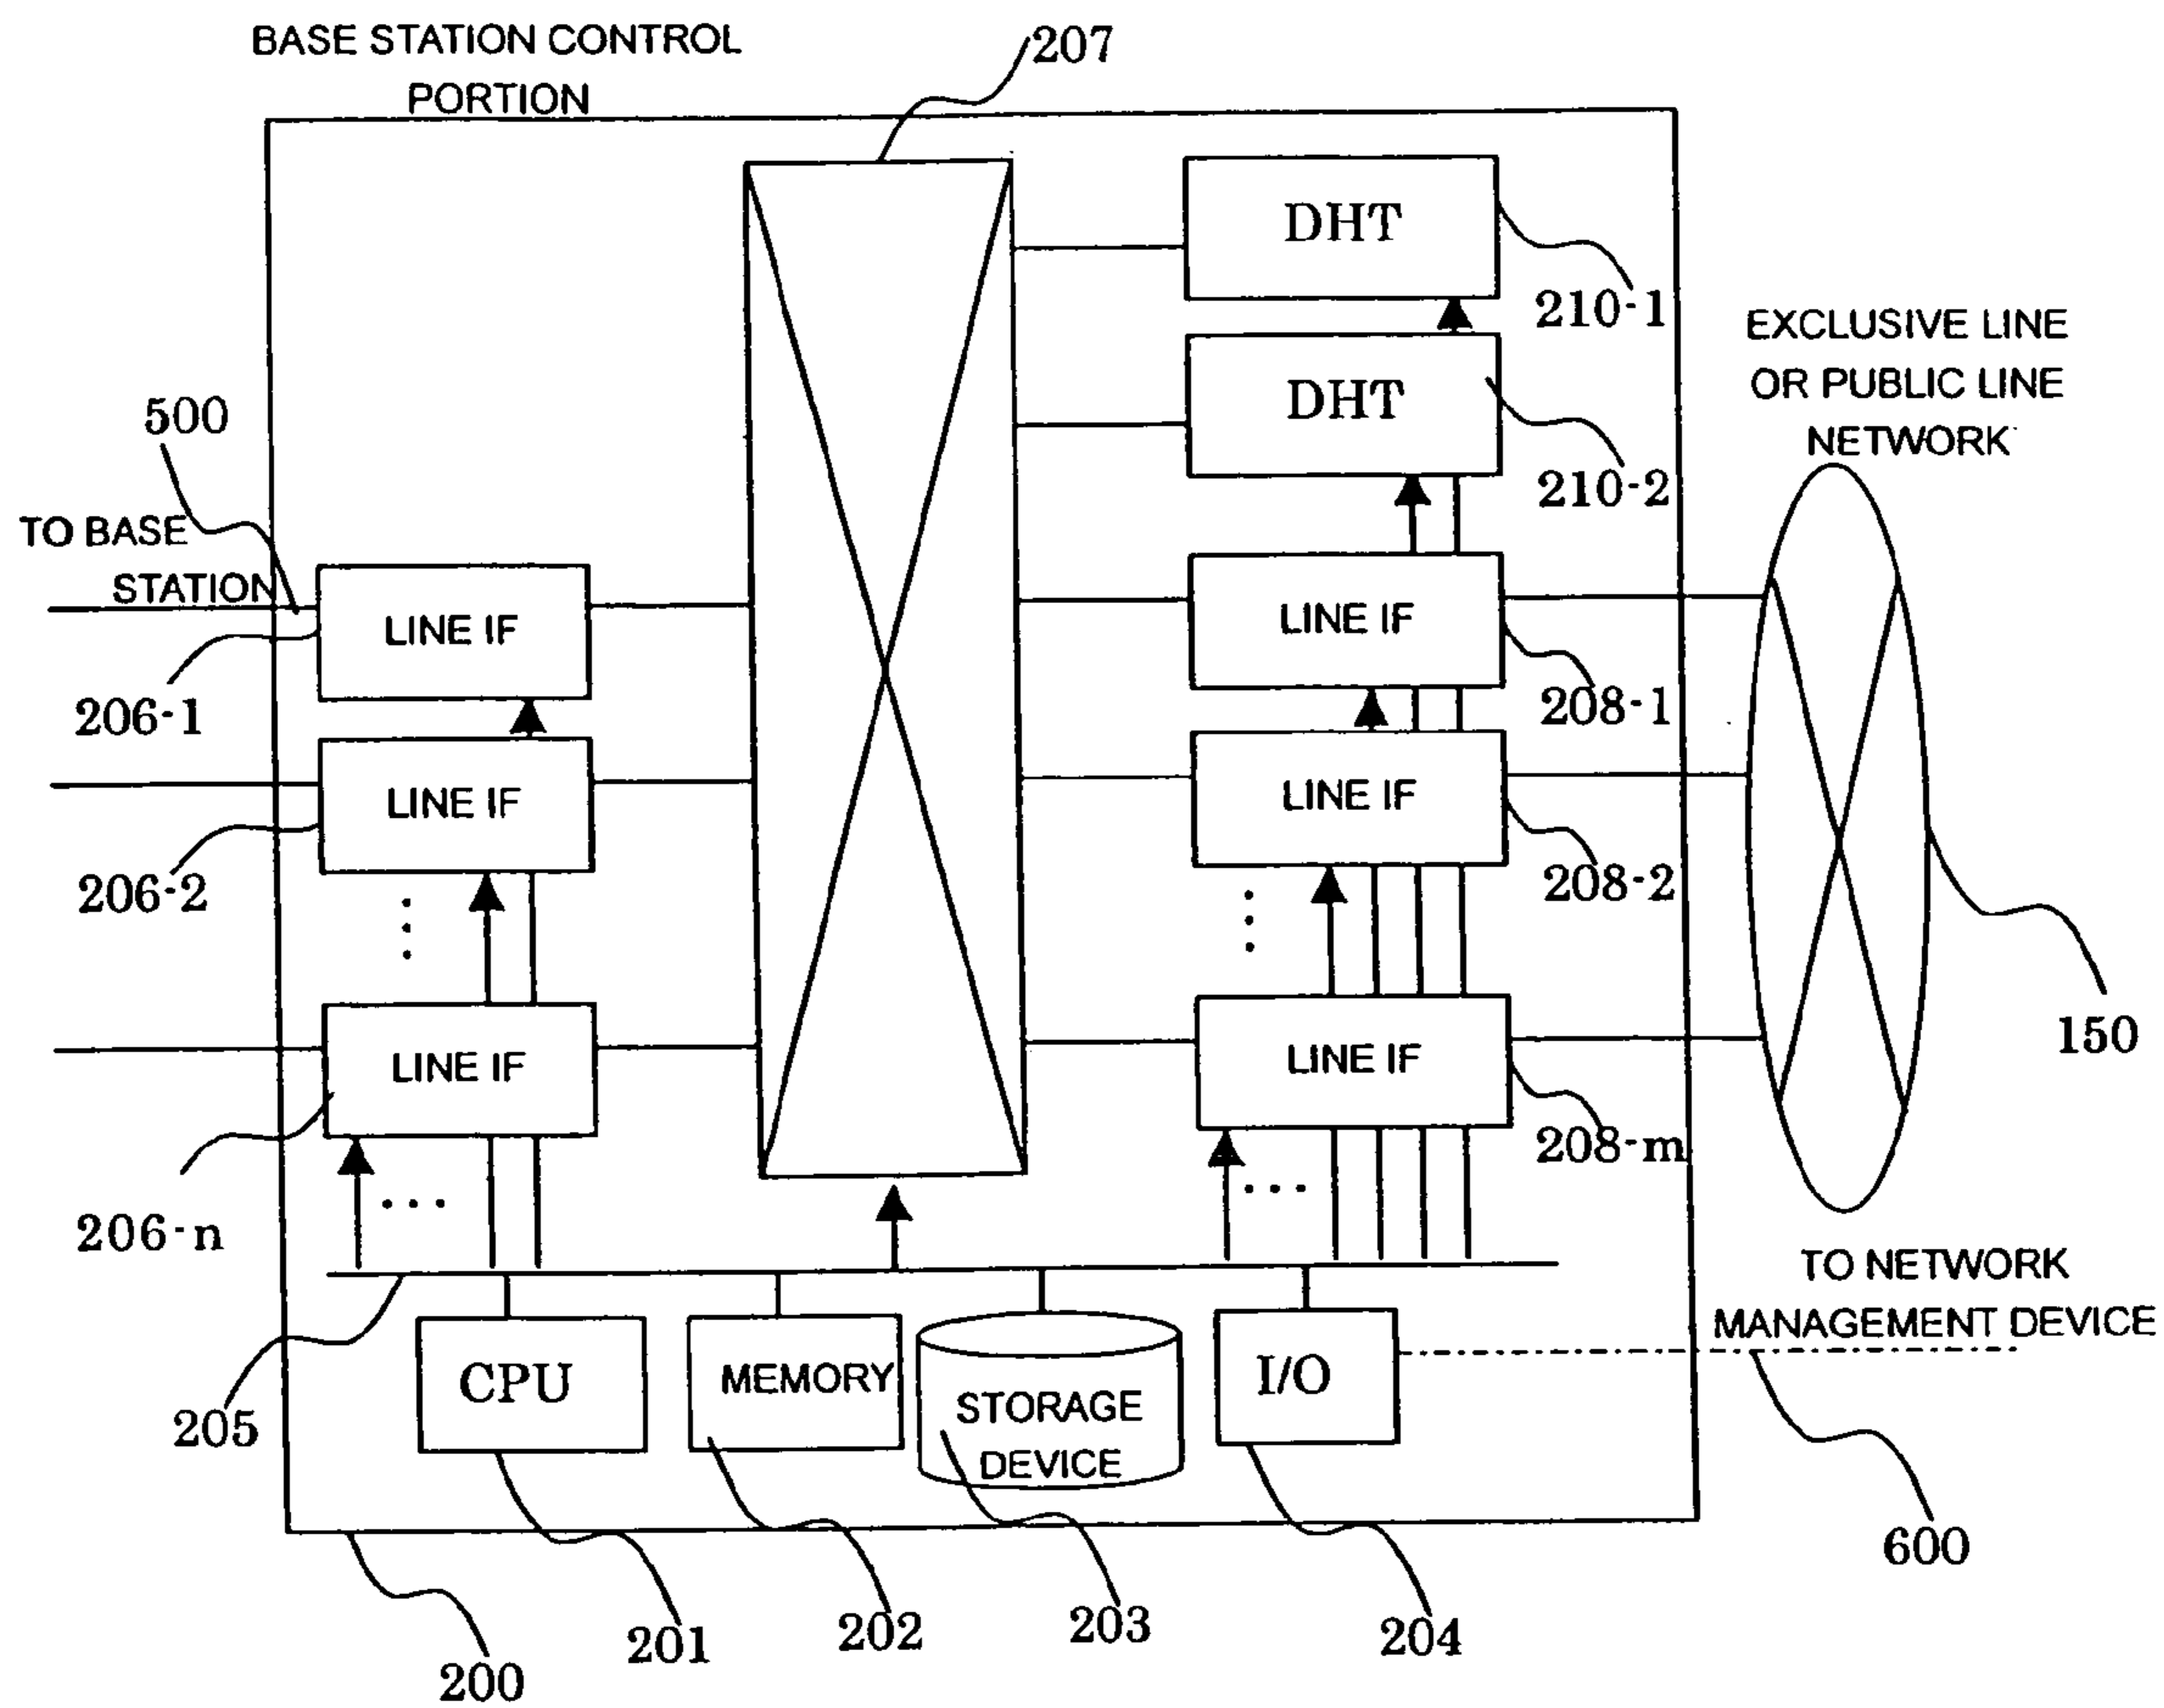 BASE STATION CONTROL
PORTION
207
DHT
210-1
EXCLUSIVE LINE
OR PUBLIC LINE
NETWORK
DHT
210-2
500
TO BASE
STATION
LINE IF
206-1
LINE IF
208-1
LINE IF
206-2
LINE IF
208-2
LINE IF
206-n
LINE IF
208-m
150
TO NETWORK
MANAGEMENT DEVICE
205
CPU
MEMORY
STORAGE
DEVICE
I/O
600
200
201
202
203
204